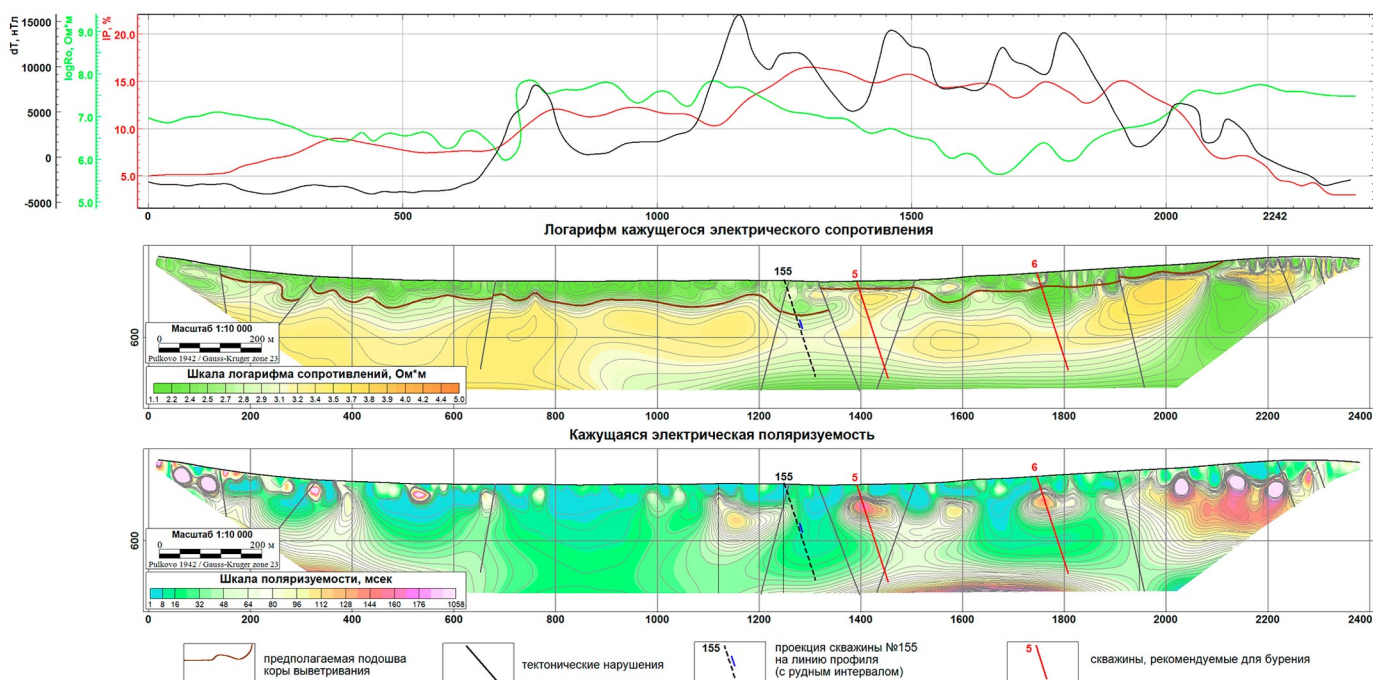 dT, нТл
logRo, Ом*м
IP, %
15000
10000
5000
0
-5000
9.0
8.0
7.0
6.0
5.0
20.0
15.0
10.0
5.0
0 500 1000 1500 2000 2242
Логарифм кажущегося электрического сопротивления
155 5 6
600
Масштаб 1:10 000
0 200 м
Pulkovo 1942 / Gauss-Kruger zone 23
Шкала логарифма сопротивлений, Ом*м
1.1 2.2 2.4 2.5 2.7 2.8 2.9 3.1 3.2 3.4 3.5 3.7 3.8 3.9 4.0 4.2 4.4 5.0
0 200 400 600 800 1000 1200 1400 1600 1800 2000 2200 2400
Кажущаяся электрическая поляризуемость
155 5 6
600
Масштаб 1:10 000
0 200 м
Pulkovo 1942 / Gauss-Kruger zone 23
Шкала поляризуемости, мсек
1 8 16 32 48 64 80 96 112 128 144 160 176 1058
0 200 400 600 800 1000 1200 1400 1600 1800 2000 2200 2400
предполагаемая подошва
коры выветривания
тектонические нарушения
155
проекция скважины №155
на линию профиля
(с рудным интервалом)
5
скважины, рекомендуемые для бурения